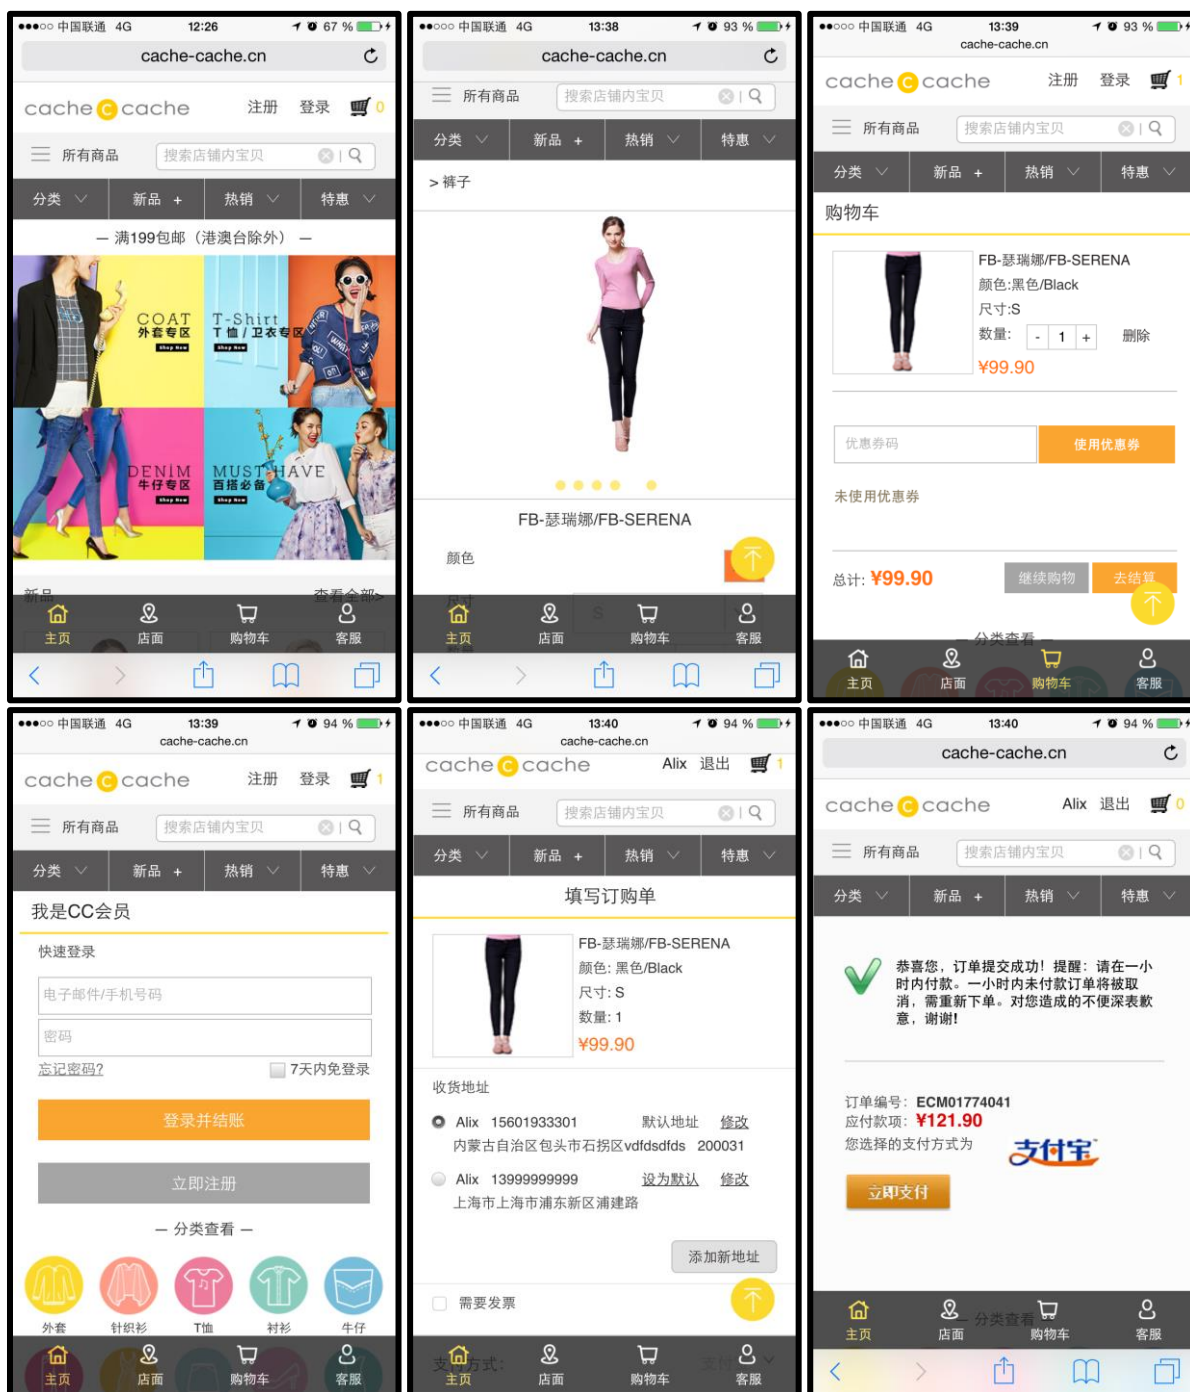 中国联通 4G 12:26 67 %
cache-cache.cn
cache c cache 注册 登录 0
所有商品 搜索店铺内宝贝
分类 新品 + 热销 特惠
— 满199包邮（港澳台除外） —
COAT
外套专区
Shop Now
T-Shirt
T恤/卫衣专区
Shop Now
DENIM
牛仔专区
Shop Now
MUST HAVE
百搭必备
Shop Now
新品 查看全部>
主页 店面 购物车 客服
中国联通 4G 13:38 93 %
cache-cache.cn
所有商品 搜索店铺内宝贝
分类 新品 + 热销 特惠
> 裤子
FB-瑟瑞娜/FB-SERENA
颜色
尺寸 S
主页 店面 购物车 客服
中国联通 4G 13:39 93 %
cache-cache.cn
cache c cache 注册 登录 1
所有商品 搜索店铺内宝贝
分类 新品 + 热销 特惠
购物车
FB-瑟瑞娜/FB-SERENA
颜色:黑色/Black
尺寸:S
数量: - 1 + 删除
¥99.90
优惠券码 使用优惠券
未使用优惠券
总计: ¥99.90 继续购物 去结算
— 分类查看 —
主页 店面 购物车 客服
中国联通 4G 13:39 94 %
cache-cache.cn
cache c cache 注册 登录 1
所有商品 搜索店铺内宝贝
分类 新品 + 热销 特惠
我是CC会员
快速登录
电子邮件/手机号码
密码
忘记密码? 7天内免登录
登录并结账
立即注册
— 分类查看 —
外套 针织衫 T恤 衬衫 牛仔
主页 店面 购物车 客服
中国联通 4G 13:40 94 %
cache-cache.cn
cache c cache Alix 退出 1
所有商品 搜索店铺内宝贝
分类 新品 + 热销 特惠
填写订购单
FB-瑟瑞娜/FB-SERENA
颜色: 黑色/Black
尺寸: S
数量: 1
¥99.90
收货地址
Alix 15601933301 默认地址 修改
内蒙古自治区包头市石拐区vdfdsdfds 200031
Alix 13999999999 设为默认 修改
上海市上海市浦东新区浦建路
添加新地址
需要发票
支付方式:
主页 店面 购物车 客服
中国联通 4G 13:40 94 %
cache-cache.cn
cache c cache Alix 退出 0
所有商品 搜索店铺内宝贝
分类 新品 + 热销 特惠
恭喜您，订单提交成功！提醒：请在一小
时内付款。一小时内未付款订单将被取
消，需重新下单。对您造成的不便深表歉
意，谢谢!
订单编号: ECM01774041
应付款项: ¥121.90
您选择的支付方式为 支付宝
立即支付
— 分类查看 —
主页 店面 购物车 客服